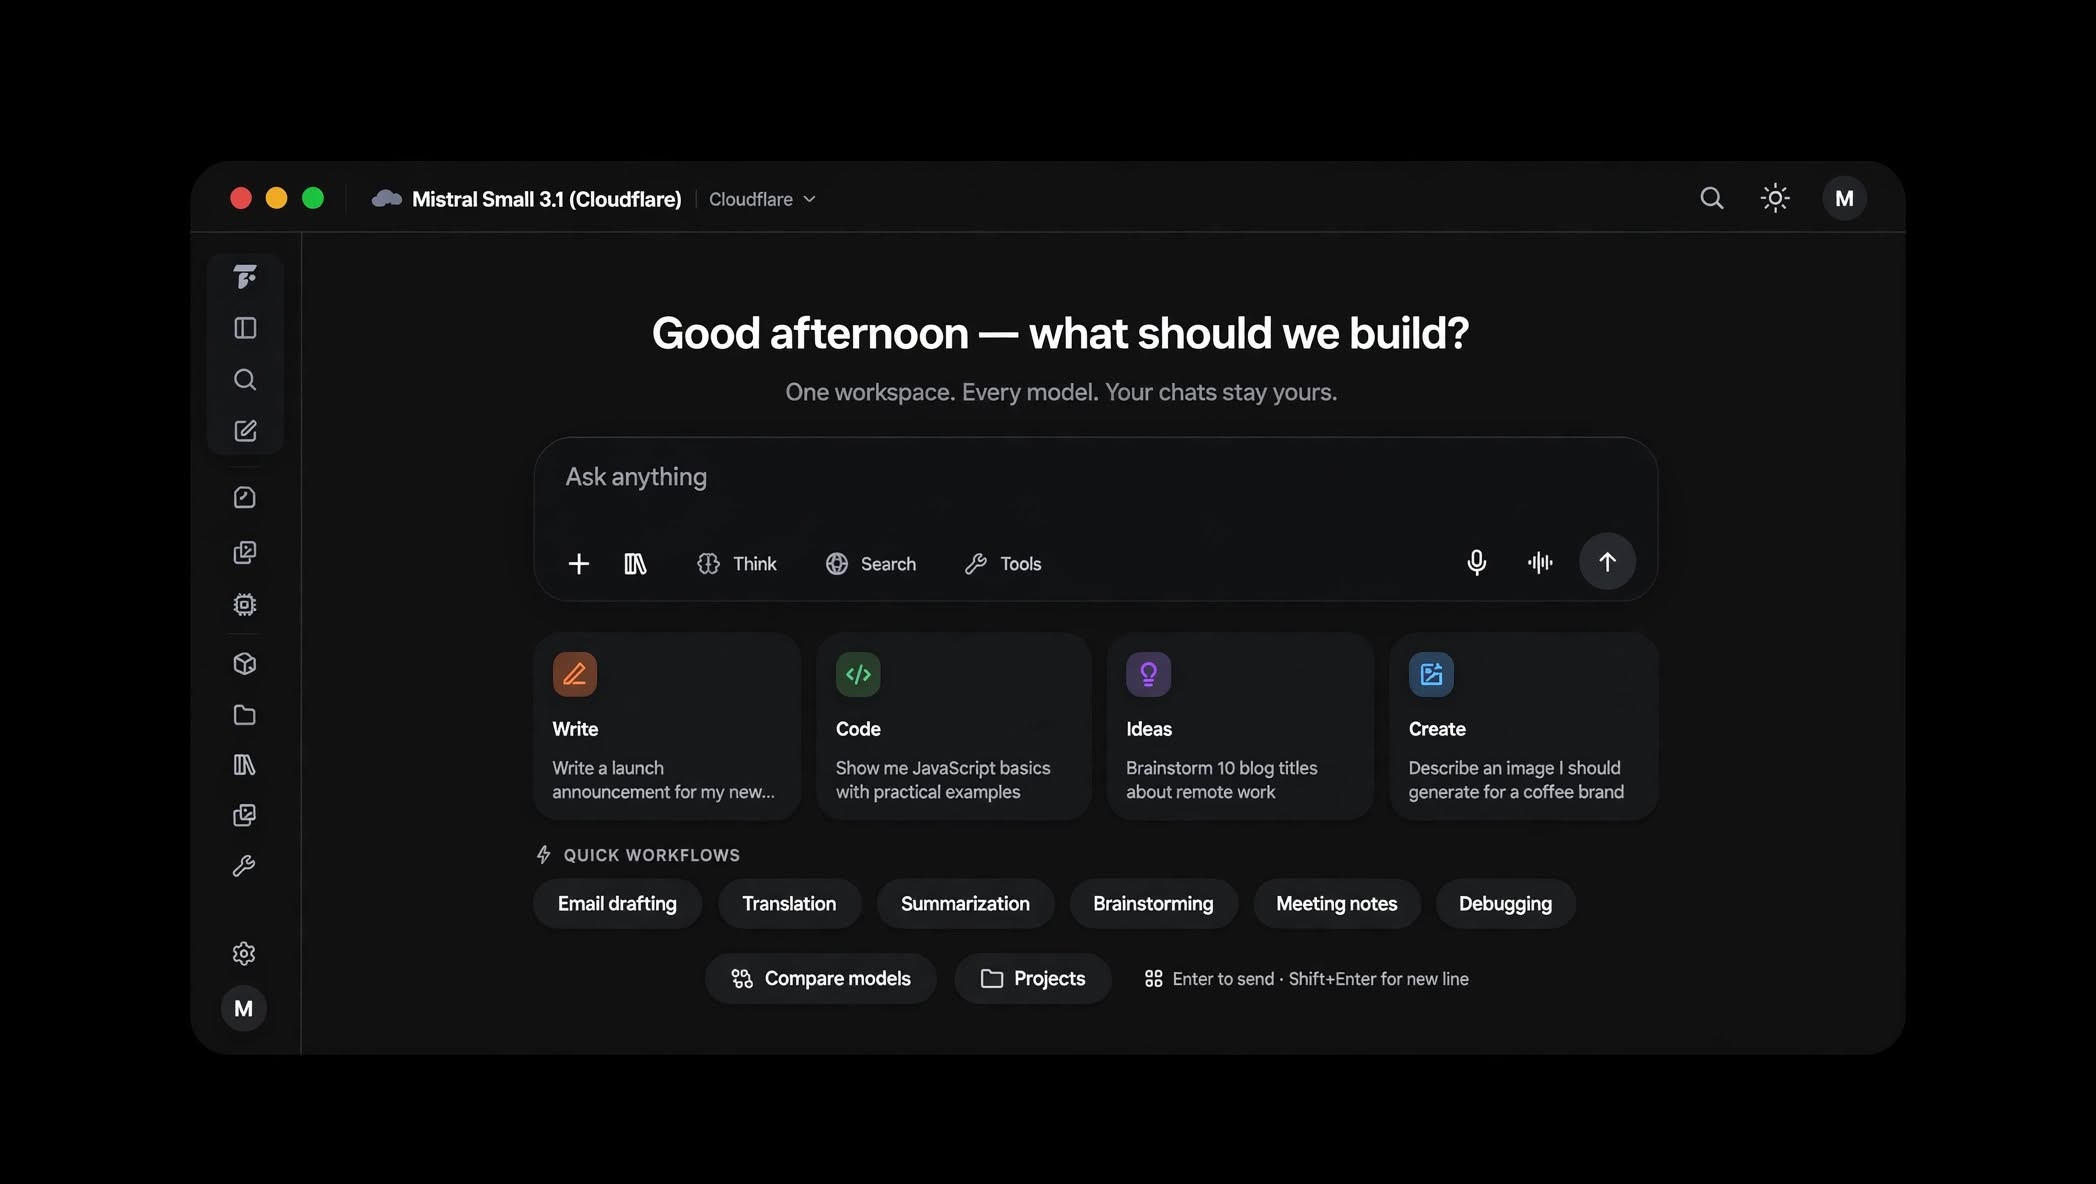 Mistral Small 3.1 (Cloudflare) Cloudflare
M
Good afternoon — what should we build?
One workspace. Every model. Your chats stay yours.
Ask anything
Think Search Tools
Write
Write a launch
announcement for my new...
Code
Show me JavaScript basics
with practical examples
Ideas
Brainstorm 10 blog titles
about remote work
Create
Describe an image I should
generate for a coffee brand
QUICK WORKFLOWS
Email drafting Translation Summarization Brainstorming Meeting notes Debugging
Compare models Projects Enter to send · Shift+Enter for new line
M